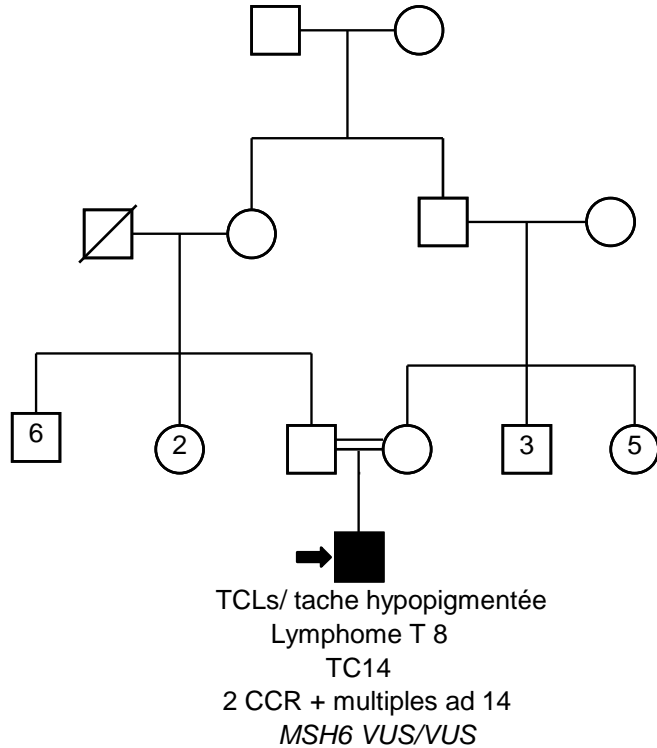 6
2
3
5
TCLs/ tache hypopigmentée
Lymphome T 8
TC14
2 CCR + multiples ad 14
MSH6 VUS/VUS